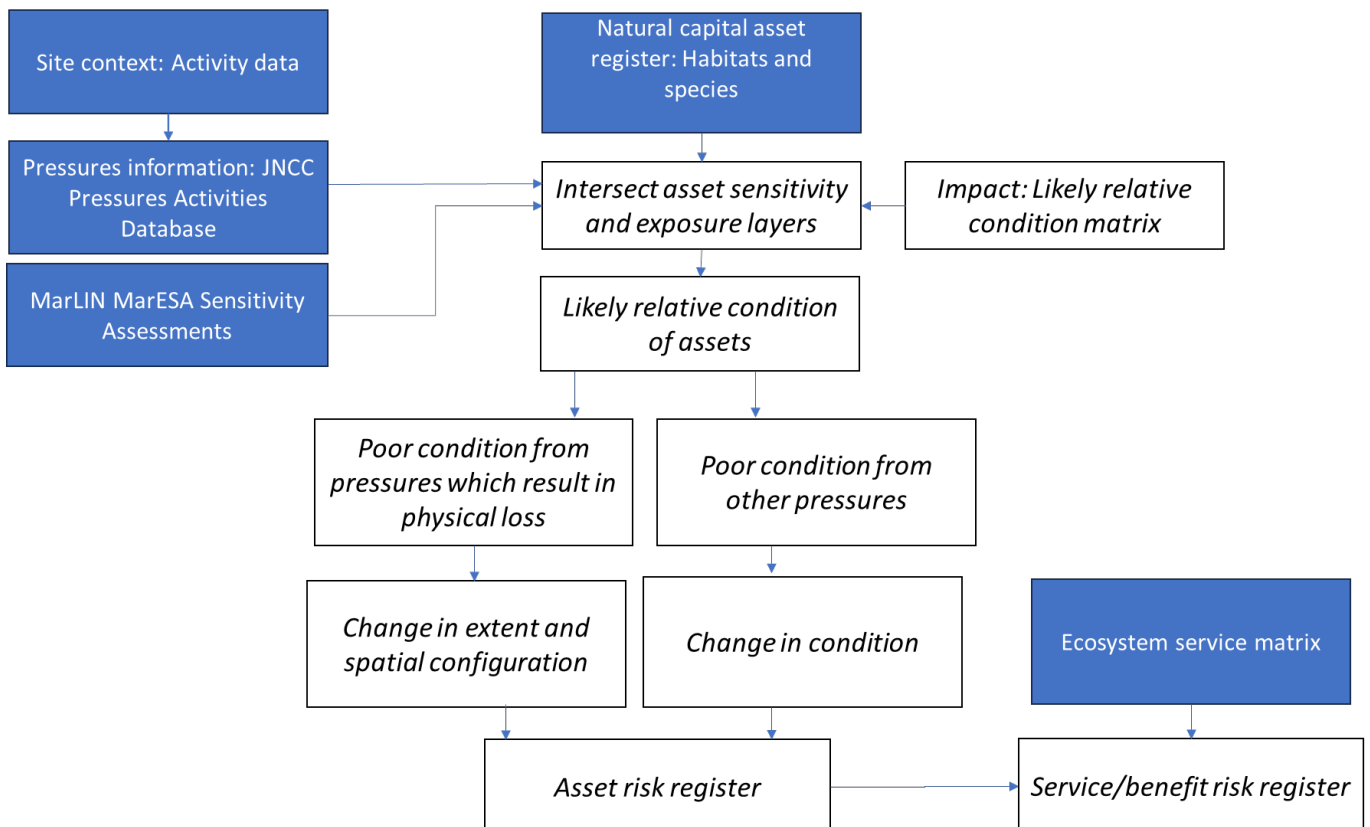 Site context: Activity data
Natural capital asset
register: Habitats and
species
Pressures information: JNCC
Pressures Activities
Database
Intersect asset sensitivity
and exposure layers
Impact: Likely relative
condition matrix
MarLIN MarESA Sensitivity
Assessments
Likely relative condition
of assets
Poor condition from
pressures which result in
physical loss
Poor condition from
other pressures
Change in extent and
spatial configuration
Change in condition
Ecosystem service matrix
Asset risk register
Service/benefit risk register